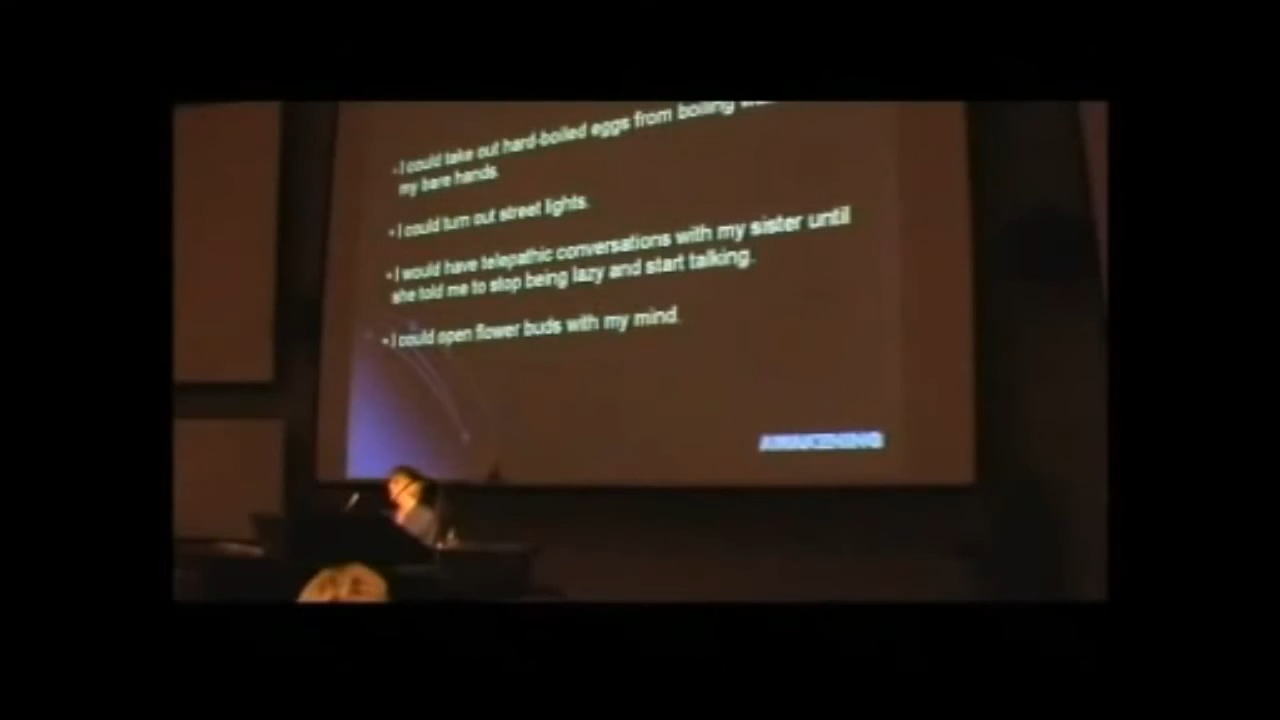 • I could take out hard-boiled eggs from boiling
my bare hands.
• I could turn out street lights.
• I would have telepathic conversations with my sister until
she told me to stop being lazy and start talking.
• I could open flower buds with my mind.
AWAKENING